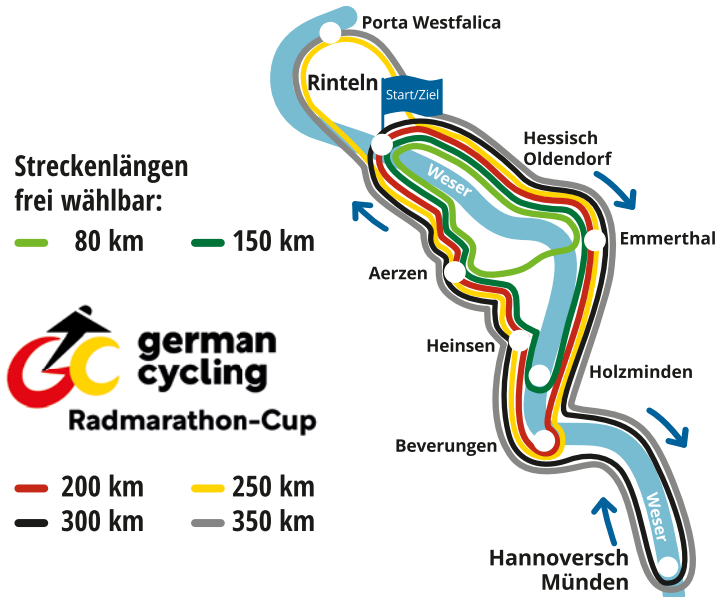 Porta Westfalica
Rinteln
Start/Ziel
Hessisch
Oldendorf
Weser
Streckenlängen
frei wählbar:
80 km
150 km
Emmerthal
Aerzen
german
cycling
Radmarathon-Cup
Heinsen
Holzminden
Beverungen
200 km
250 km
300 km
350 km
Weser
Hannoversch
Münden